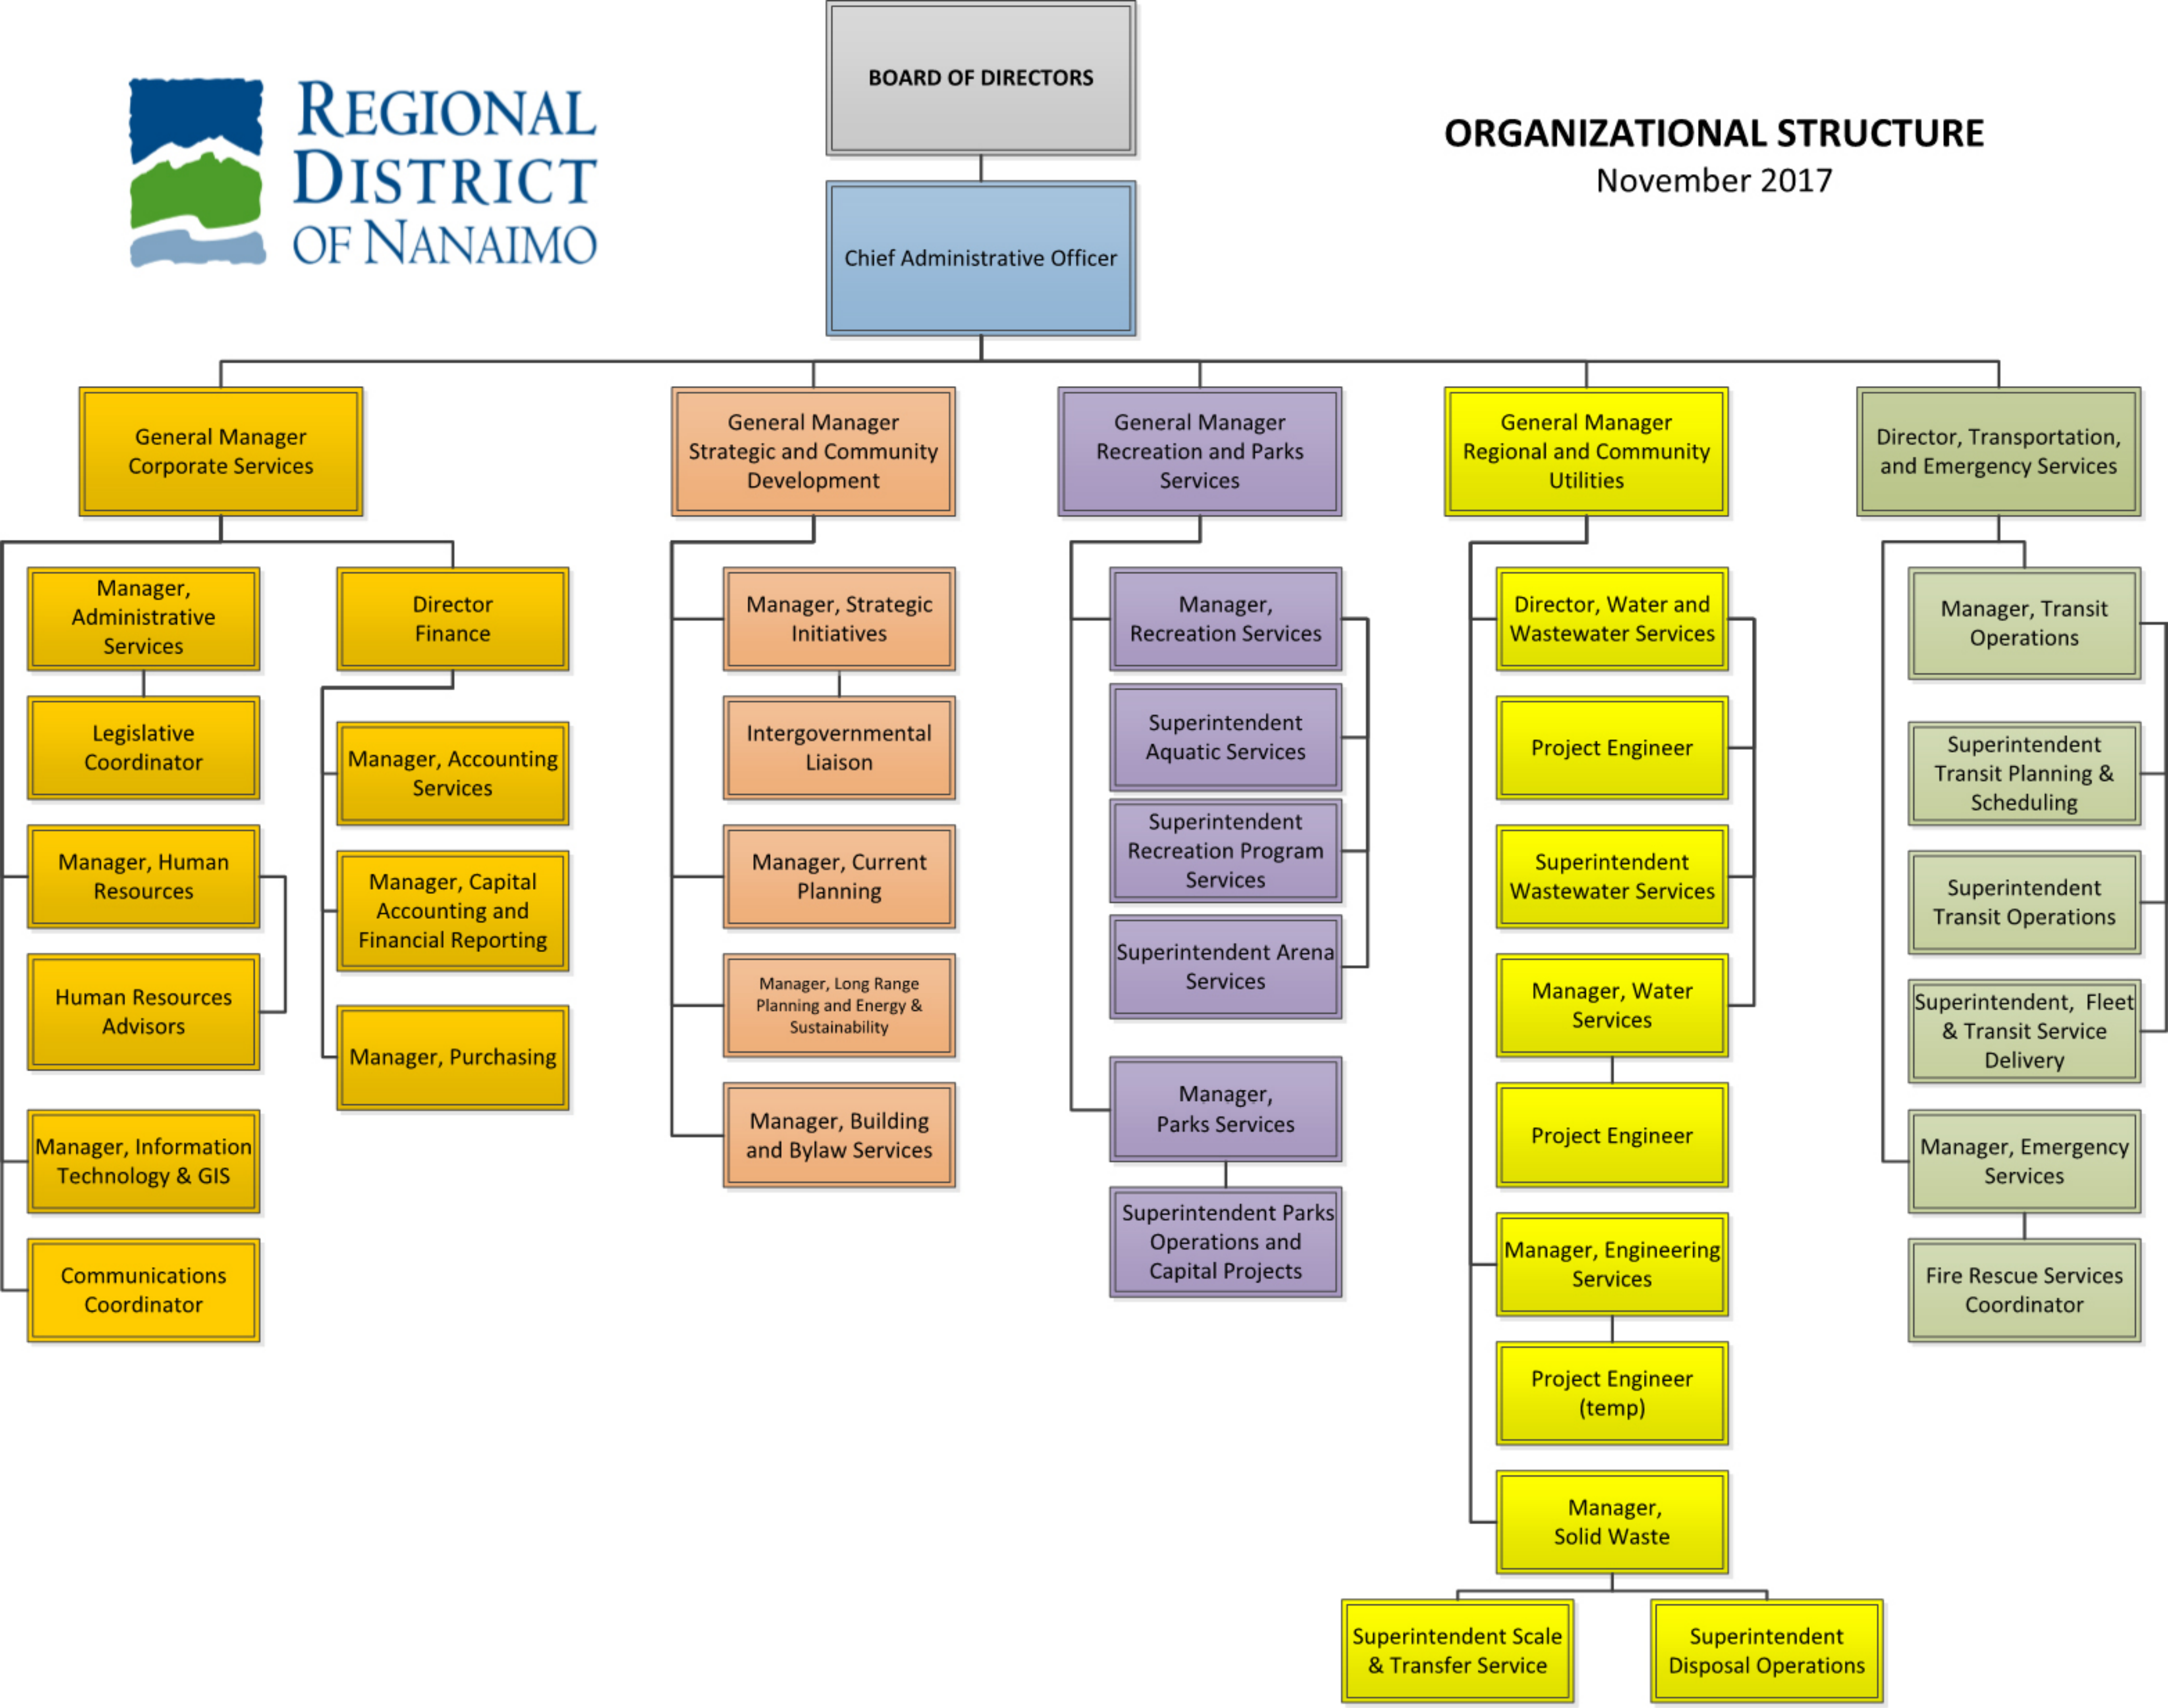 BOARD OF DIRECTORS
REGIONAL
DISTRICT
OF NANAIMO
ORGANIZATIONAL STRUCTURE
November 2017
Chief Administrative Officer
General Manager
Corporate Services
Manager,
Administrative
Services
Legislative
Coordinator
Manager, Human
Resources
Human Resources
Advisors
Manager, Information
Technology & GIS
Communications
Coordinator
Director
Finance
Manager, Accounting
Services
Manager, Capital
Accounting and
Financial Reporting
Manager, Purchasing
General Manager
Strategic and Community
Development
Manager, Strategic
Initiatives
Intergovernmental
Liaison
Manager, Current
Planning
Manager, Long Range
Planning and Energy &
Sustainability
Manager, Building
and Bylaw Services
General Manager
Recreation and Parks
Services
Manager,
Recreation Services
Superintendent
Aquatic Services
Superintendent
Recreation Program
Services
Superintendent Arena
Services
Manager,
Parks Services
Superintendent Parks
Operations and
Capital Projects
General Manager
Regional and Community
Utilities
Director, Water and
Wastewater Services
Project Engineer
Superintendent
Wastewater Services
Manager, Water
Services
Project Engineer
Manager, Engineering
Services
Project Engineer
(temp)
Manager,
Solid Waste
Superintendent Scale
& Transfer Service
Superintendent
Disposal Operations
Director, Transportation,
and Emergency Services
Manager, Transit
Operations
Superintendent
Transit Planning &
Scheduling
Superintendent
Transit Operations
Superintendent, Fleet
& Transit Service
Delivery
Manager, Emergency
Services
Fire Rescue Services
Coordinator